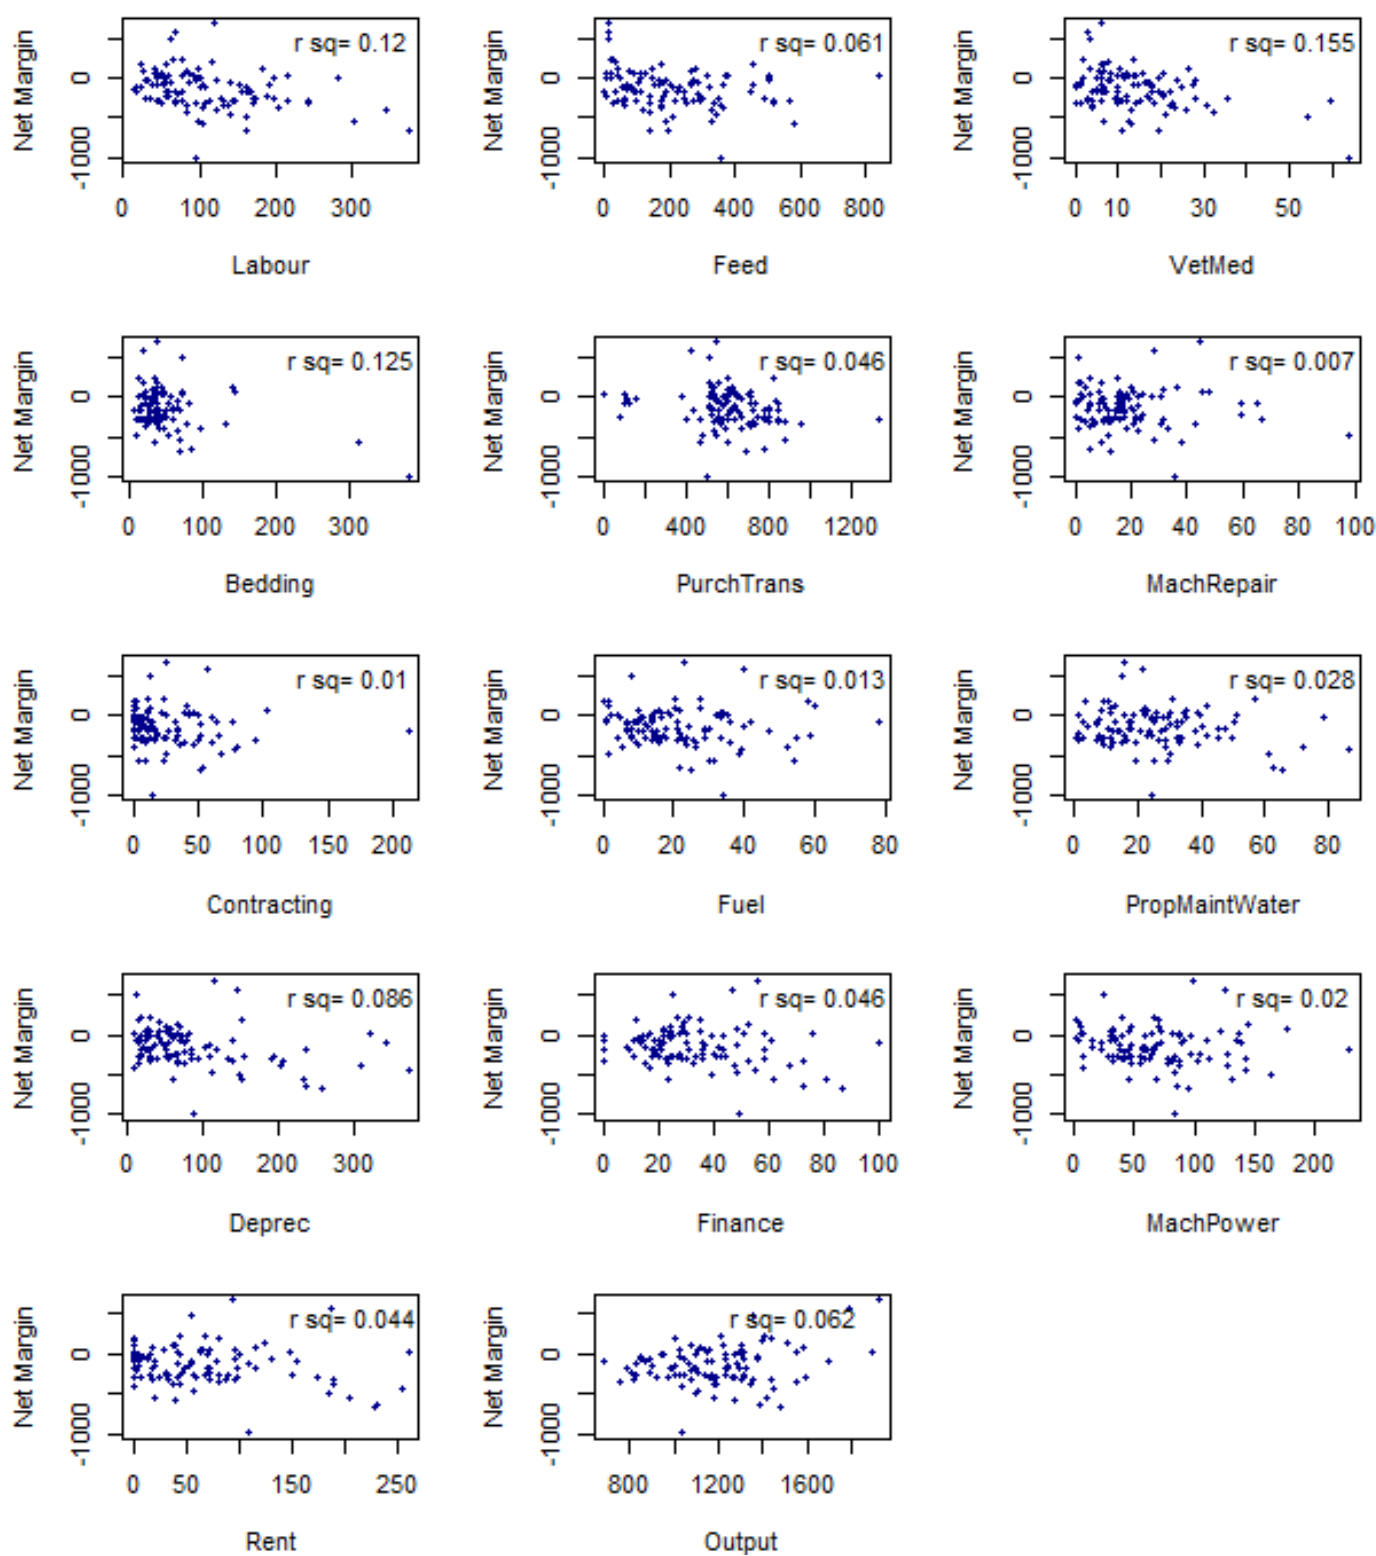 Net Margin
0
-1000
r sq= 0.12
0 100 200 300
Labour
Net Margin
0
-1000
r sq= 0.061
0 200 400 600 800
Feed
Net Margin
0
-1000
r sq= 0.155
0 10 30 50
VetMed
Net Margin
0
-1000
r sq= 0.125
0 100 200 300
Bedding
Net Margin
0
-1000
r sq= 0.046
0 400 800 1200
PurchTrans
Net Margin
0
-1000
r sq= 0.007
0 20 40 60 80 100
MachRepair
Net Margin
0
-1000
r sq= 0.01
0 50 100 150 200
Contracting
Net Margin
0
-1000
r sq= 0.013
0 20 40 60 80
Fuel
Net Margin
0
-1000
r sq= 0.028
0 20 40 60 80
PropMaintWater
Net Margin
0
-1000
r sq= 0.086
0 100 200 300
Deprec
Net Margin
0
-1000
r sq= 0.046
0 20 40 60 80 100
Finance
Net Margin
0
-1000
r sq= 0.02
0 50 100 150 200
MachPower
Net Margin
0
-1000
r sq= 0.044
0 50 150 250
Rent
Net Margin
0
-1000
r sq= 0.062
800 1200 1600
Output